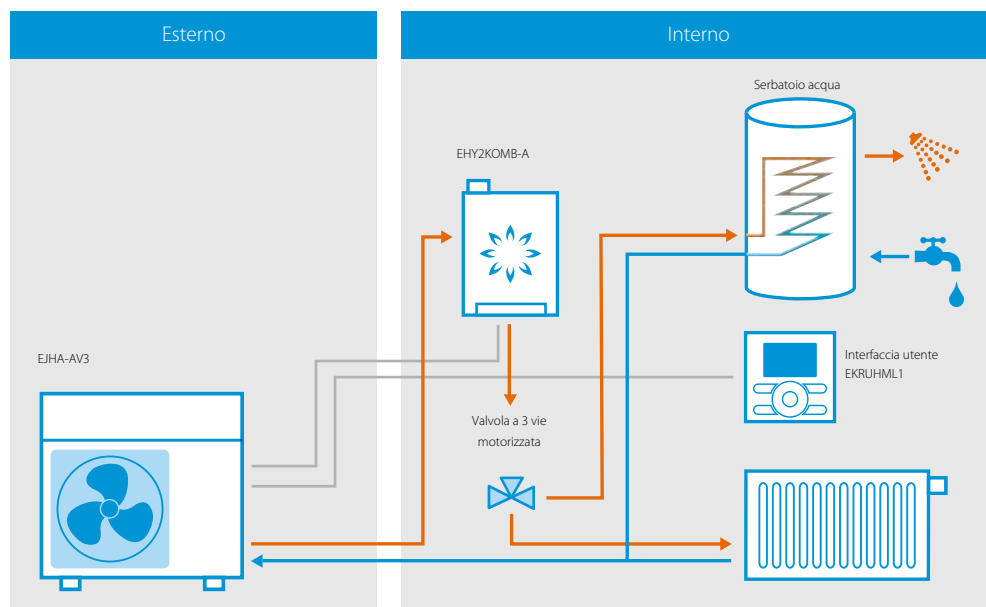 Esterno
Interno
Serbatoio acqua
EHY2KOMB-A
EJHA-AV3
Interfaccia utente
EKRUHML1
Valvola a 3 vie
motorizzata